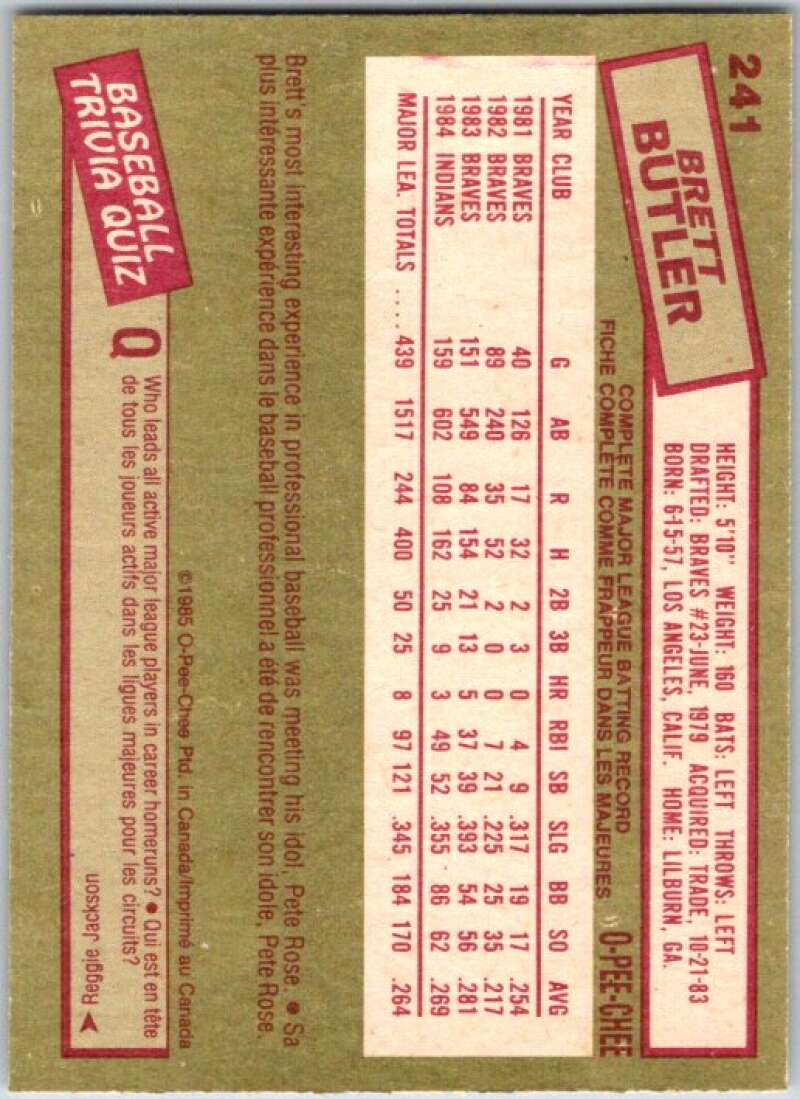 241
BRETT
BUTLER
HEIGHT: 5'10" WEIGHT: 160 BATS: LEFT THROWS: LEFT
DRAFTED: BRAVES #23-JUNE, 1979 ACQUIRED: TRADE, 10-21-83
BORN: 6-15-57, LOS ANGELES, CALIF. HOME: LILBURN, GA.
COMPLETE MAJOR LEAGUE BATTING RECORD
FICHE COMPLÈTE COMME FRAPPEUR DANS LES MAJEURES
O-PEE-CHEE
YEAR CLUB G AB R H 2B 3B HR RBI SB SLG BB SO AVG
1981 BRAVES 40 126 17 32 2 3 0 4 9 .317 19 17 .254
1982 BRAVES 89 240 35 52 2 0 0 7 21 .225 25 35 .217
1983 BRAVES 151 549 84 154 21 13 5 37 39 .393 54 56 .281
1984 INDIANS 159 602 108 162 25 9 3 49 52 .355 86 62 .269
MAJOR LEA. TOTALS .... 439 1517 244 400 50 25 8 97 121 .345 184 170 .264
Brett's most interesting experience in professional baseball was meeting his idol, Pete Rose. ● Sa
plus intéressante expérience dans le baseball professionnel a été de rencontrer son idole, Pete Rose.
©1985 O-Pee-Chee Ptd. in Canada/Imprimé au Canada
BASEBALL
TRIVIA QUIZ
Q Who leads all active major league players in career homeruns? ● Qui est en tête
de tous les joueurs actifs dans les ligues majeures pour les circuits?
Reggie Jackson